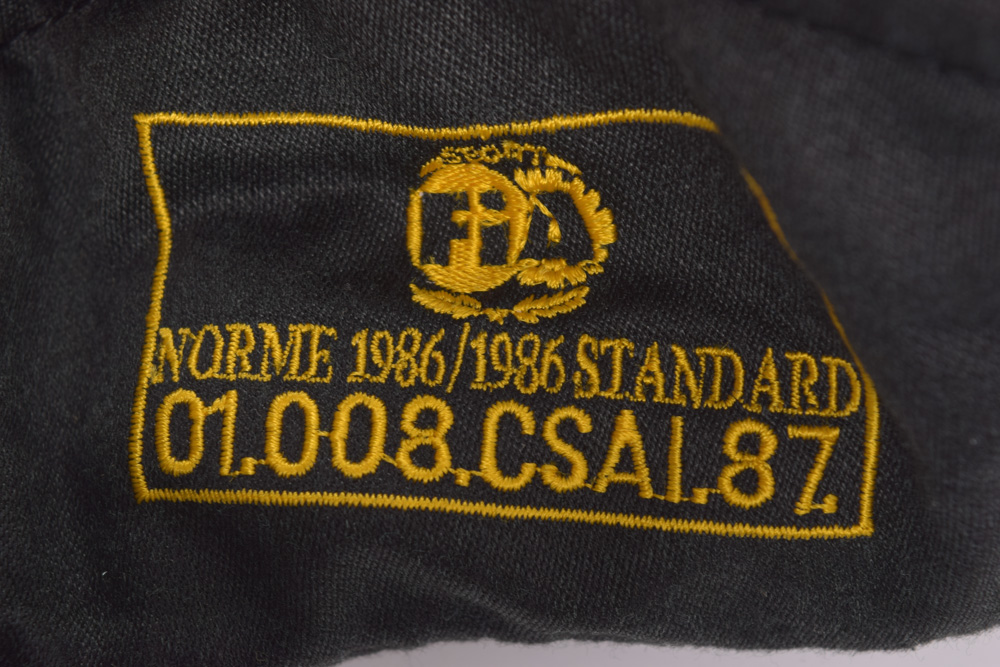 FIA
NORME 1986/1986 STANDARD
01.008.CSAI.87